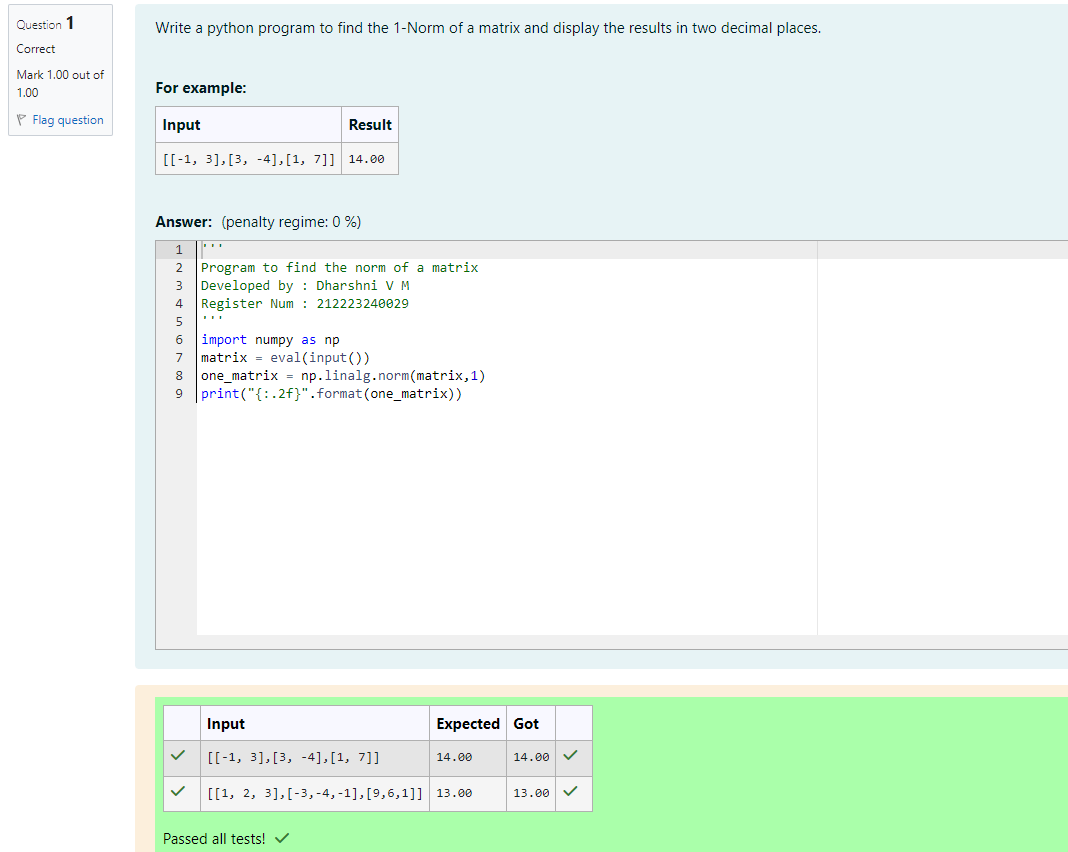 Question 1
Correct
Mark 1.00 out of
1.00
Flag question
Write a python program to find the 1-Norm of a matrix and display the results in two decimal places.
For example:
Input Result
[[-1, 3],[3, -4],[1, 7]] 14.00
Answer: (penalty regime: 0 %)
1 '''
2 Program to find the norm of a matrix
3 Developed by : Dharshni V M
4 Register Num : 212223240029
5 '''
6 import numpy as np
7 matrix = eval(input())
8 one_matrix = np.linalg.norm(matrix,1)
9 print("{:.2f}".format(one_matrix))
Input Expected Got
[[-1, 3],[3, -4],[1, 7]] 14.00 14.00
[[1, 2, 3],[-3,-4,-1],[9,6,1]] 13.00 13.00
Passed all tests!